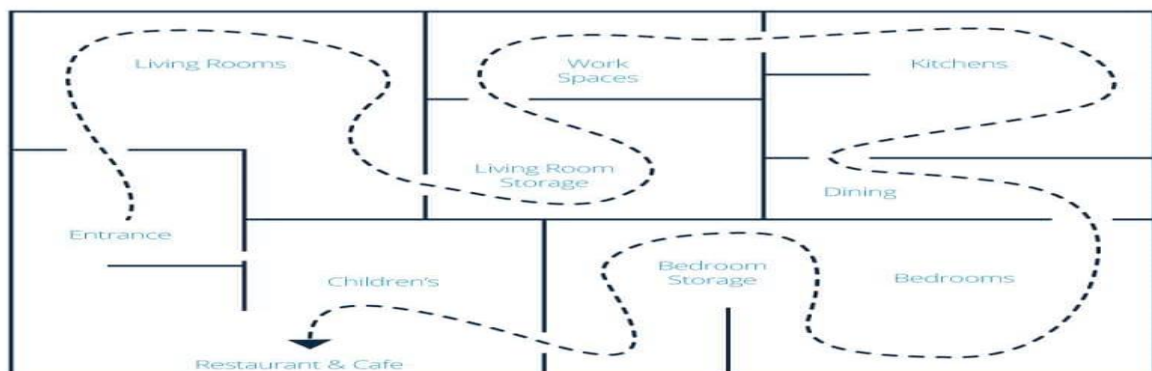 Living Rooms
Work
Spaces
Kitchens
Living Room
Storage
Dining
Entrance
Children's
Bedroom
Storage
Bedrooms
Restaurant & Cafe